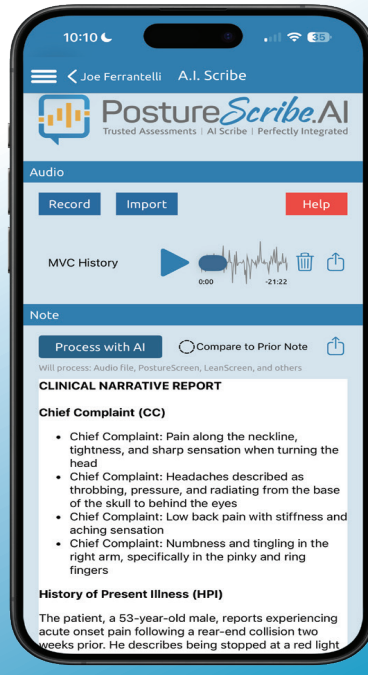 10:10
35
Joe Ferrantelli A.I. Scribe
PostureScribe.AI
Trusted Assessments | AI Scribe | Perfectly Integrated
Audio
Record Import Help
MVC History
0:00 -21:22
Note
Process with AI Compare to Prior Note
Will process: Audio file, PostureScreen, LeanScreen, and others
CLINICAL NARRATIVE REPORT
Chief Complaint (CC)
• Chief Complaint: Pain along the neckline,
tightness, and sharp sensation when turning the
head
• Chief Complaint: Headaches described as
throbbing, pressure, and radiating from the base
of the skull to behind the eyes
• Chief Complaint: Low back pain with stiffness and
aching sensation
• Chief Complaint: Numbness and tingling in the
right arm, specifically in the pinky and ring
fingers
History of Present Illness (HPI)
The patient, a 53-year-old male, reports experiencing
acute onset pain following a rear-end collision two
weeks prior. He describes being stopped at a red light